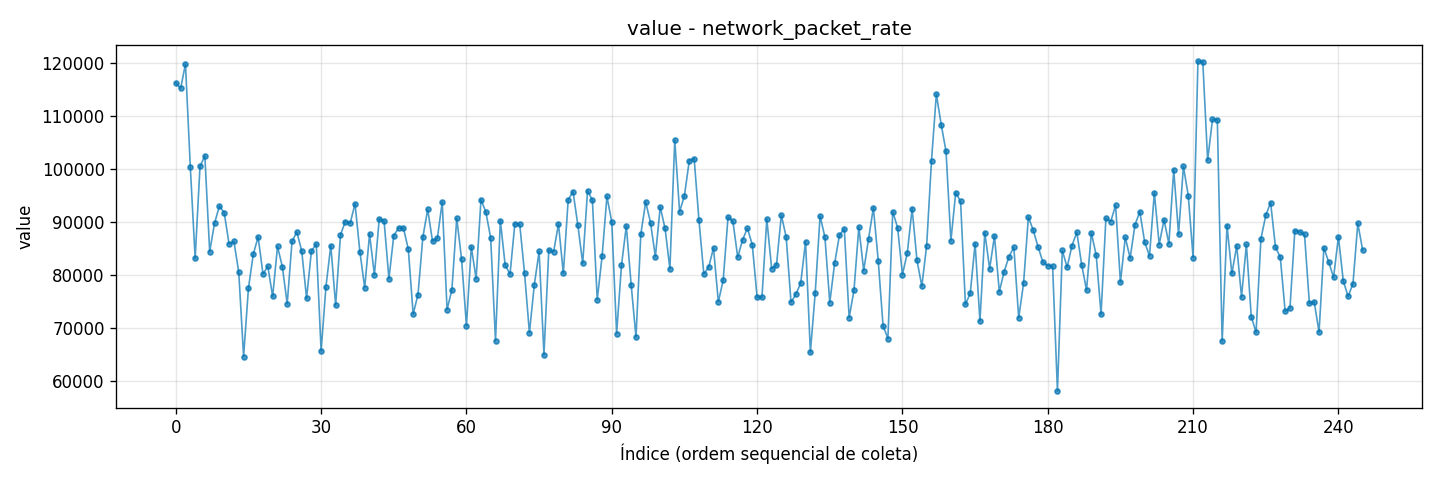 value - network_packet_rate
value
120000
110000
100000
90000
80000
70000
60000
0 30 60 90 120 150 180 210 240
Índice (ordem sequencial de coleta)